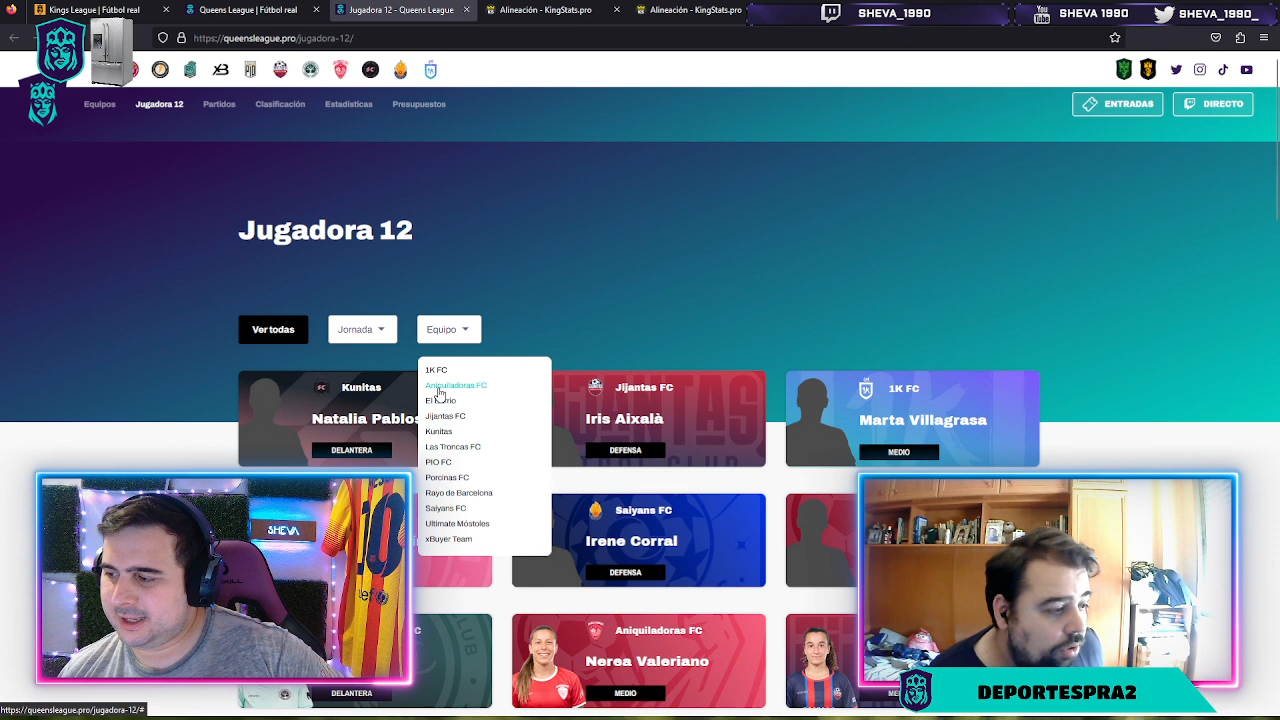 Kings League | Fútbol real
Queens League | Fútbol real
Jugadora 12 - Queens League
Alineación - KingStats.pro
Alineación - KingStats.pro
SHEVA_1990
SHEVA 1990
SHEVA_1990_
https://queensleague.pro/jugadora-12/
Equipos
Jugadora 12
Partidos
Clasificación
Estadísticas
Presupuestos
ENTRADAS
DIRECTO
Jugadora 12
Ver todas
Jornada
Equipo
1K FC
Aniquiladoras FC
El Barrio
Jijantas FC
Kunitas
Las Troncas FC
PIO FC
Porcinas FC
Rayo de Barcelona
Saiyans FC
Ultimate Móstoles
xBuyer Team
Kunitas
Natalia Pablos
DELANTERA
Jijantas FC
Iris Aixalà
DEFENSA
1K FC
Marta Villagrasa
MEDIO
Saiyans FC
Irene Corral
DEFENSA
DELANTERA
Aniquiladoras FC
Nerea Valeriano
MEDIO
SHEVA
DEPORTESPRA2
https://queensleague.pro/jugadora-12/#